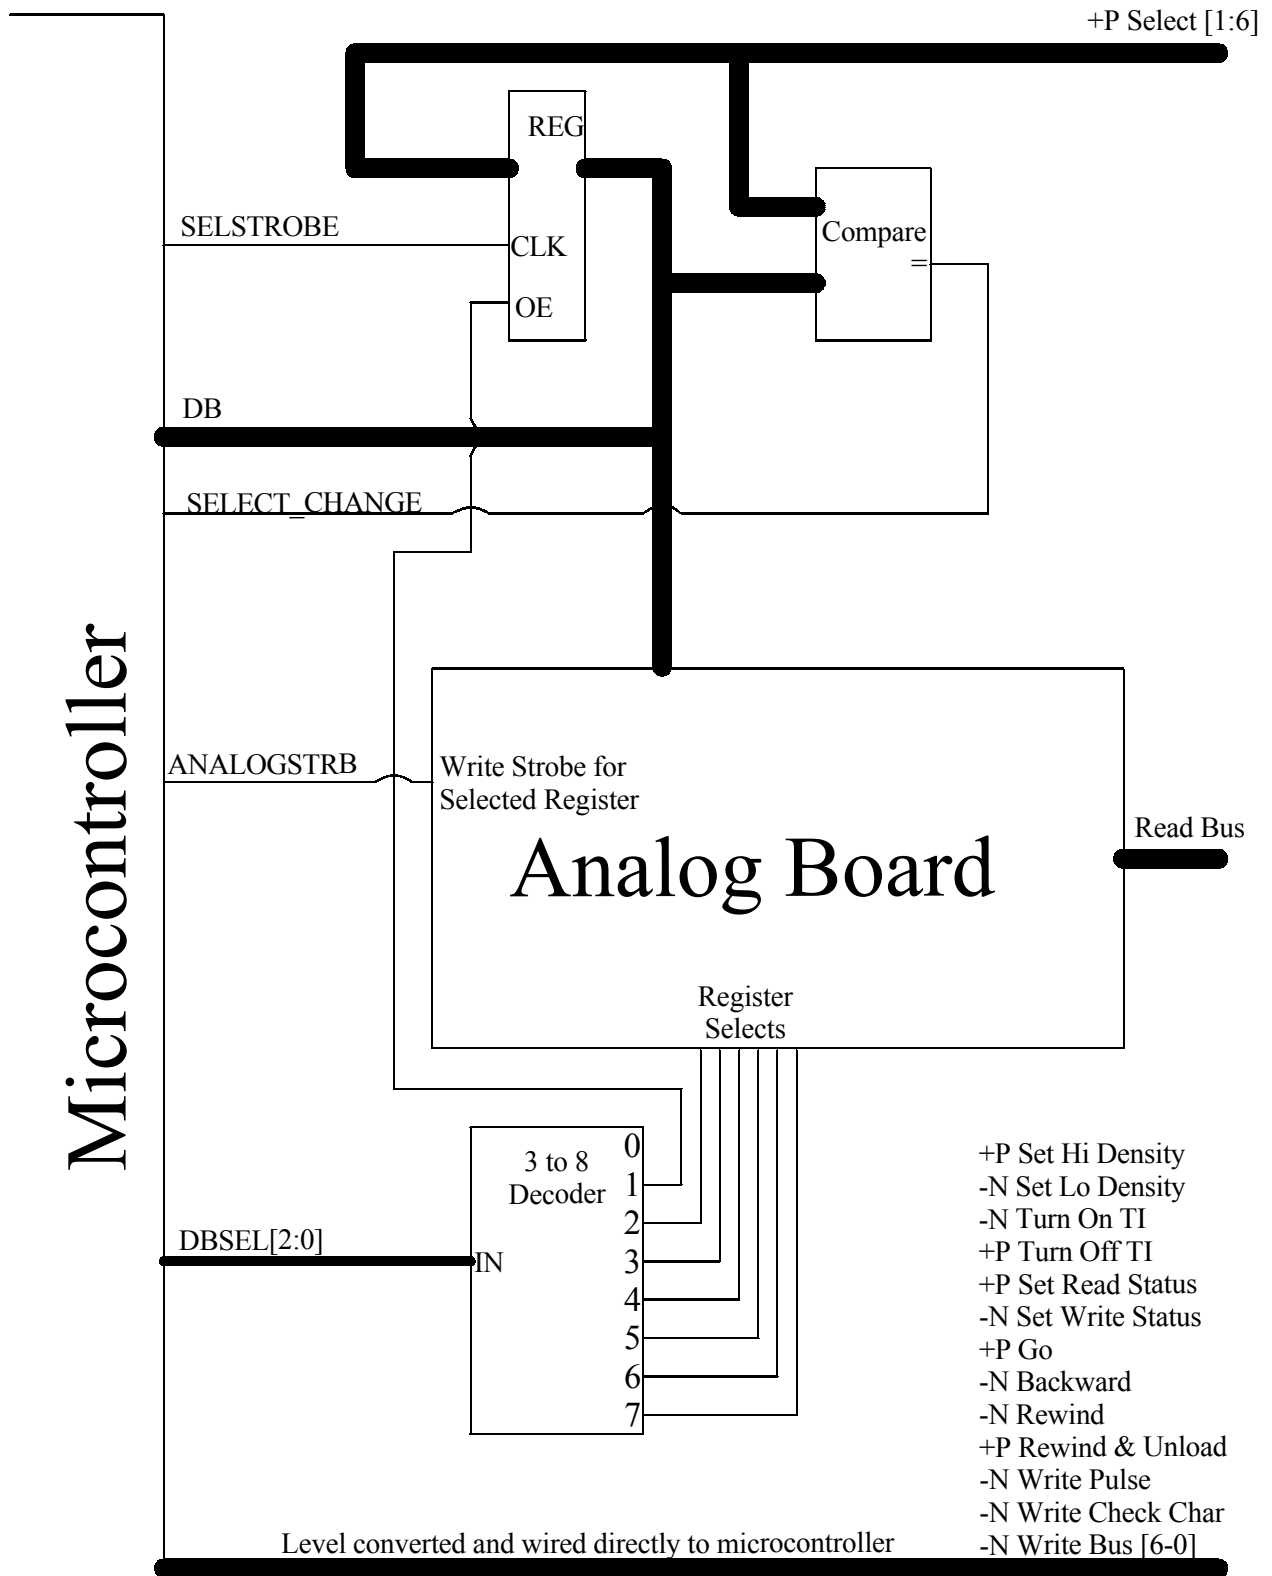 +P Select [1:6]
REG
SELSTROBE
CLK
Compare
=
OE
DB
SELECT_CHANGE
Microcontroller
ANALOGSTRB
Write Strobe for
Selected Register
Analog Board
Read Bus
Register
Selects
3 to 8
Decoder
0
1
2
3
4
5
6
7
DBSEL[2:0]
IN
+P Set Hi Density
-N Set Lo Density
-N Turn On TI
+P Turn Off TI
+P Set Read Status
-N Set Write Status
+P Go
-N Backward
-N Rewind
+P Rewind & Unload
-N Write Pulse
-N Write Check Char
-N Write Bus [6-0]
Level converted and wired directly to microcontroller